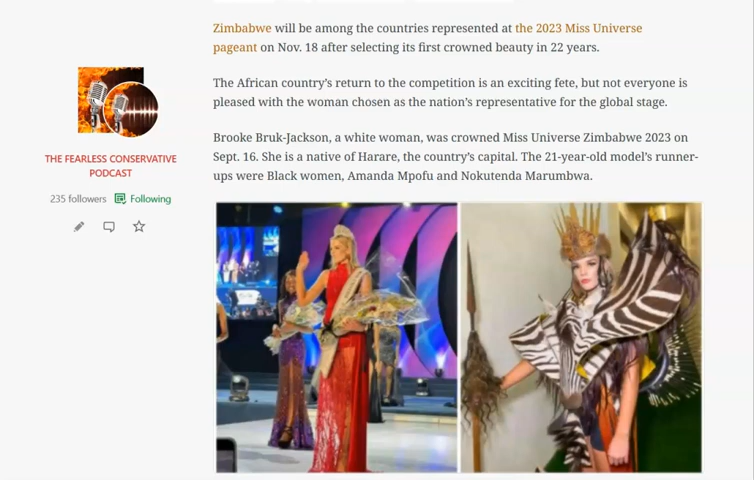 Zimbabwe will be among the countries represented at the 2023 Miss Universe
pageant on Nov. 18 after selecting its first crowned beauty in 22 years.
The African country's return to the competition is an exciting fete, but not everyone is
pleased with the woman chosen as the nation's representative for the global stage.
Brooke Bruk-Jackson, a white woman, was crowned Miss Universe Zimbabwe 2023 on
Sept. 16. She is a native of Harare, the country's capital. The 21-year-old model's runner-
ups were Black women, Amanda Mpofu and Nokutenda Marumbwa.
THE FEARLESS CONSERVATIVE
PODCAST
235 followers Following